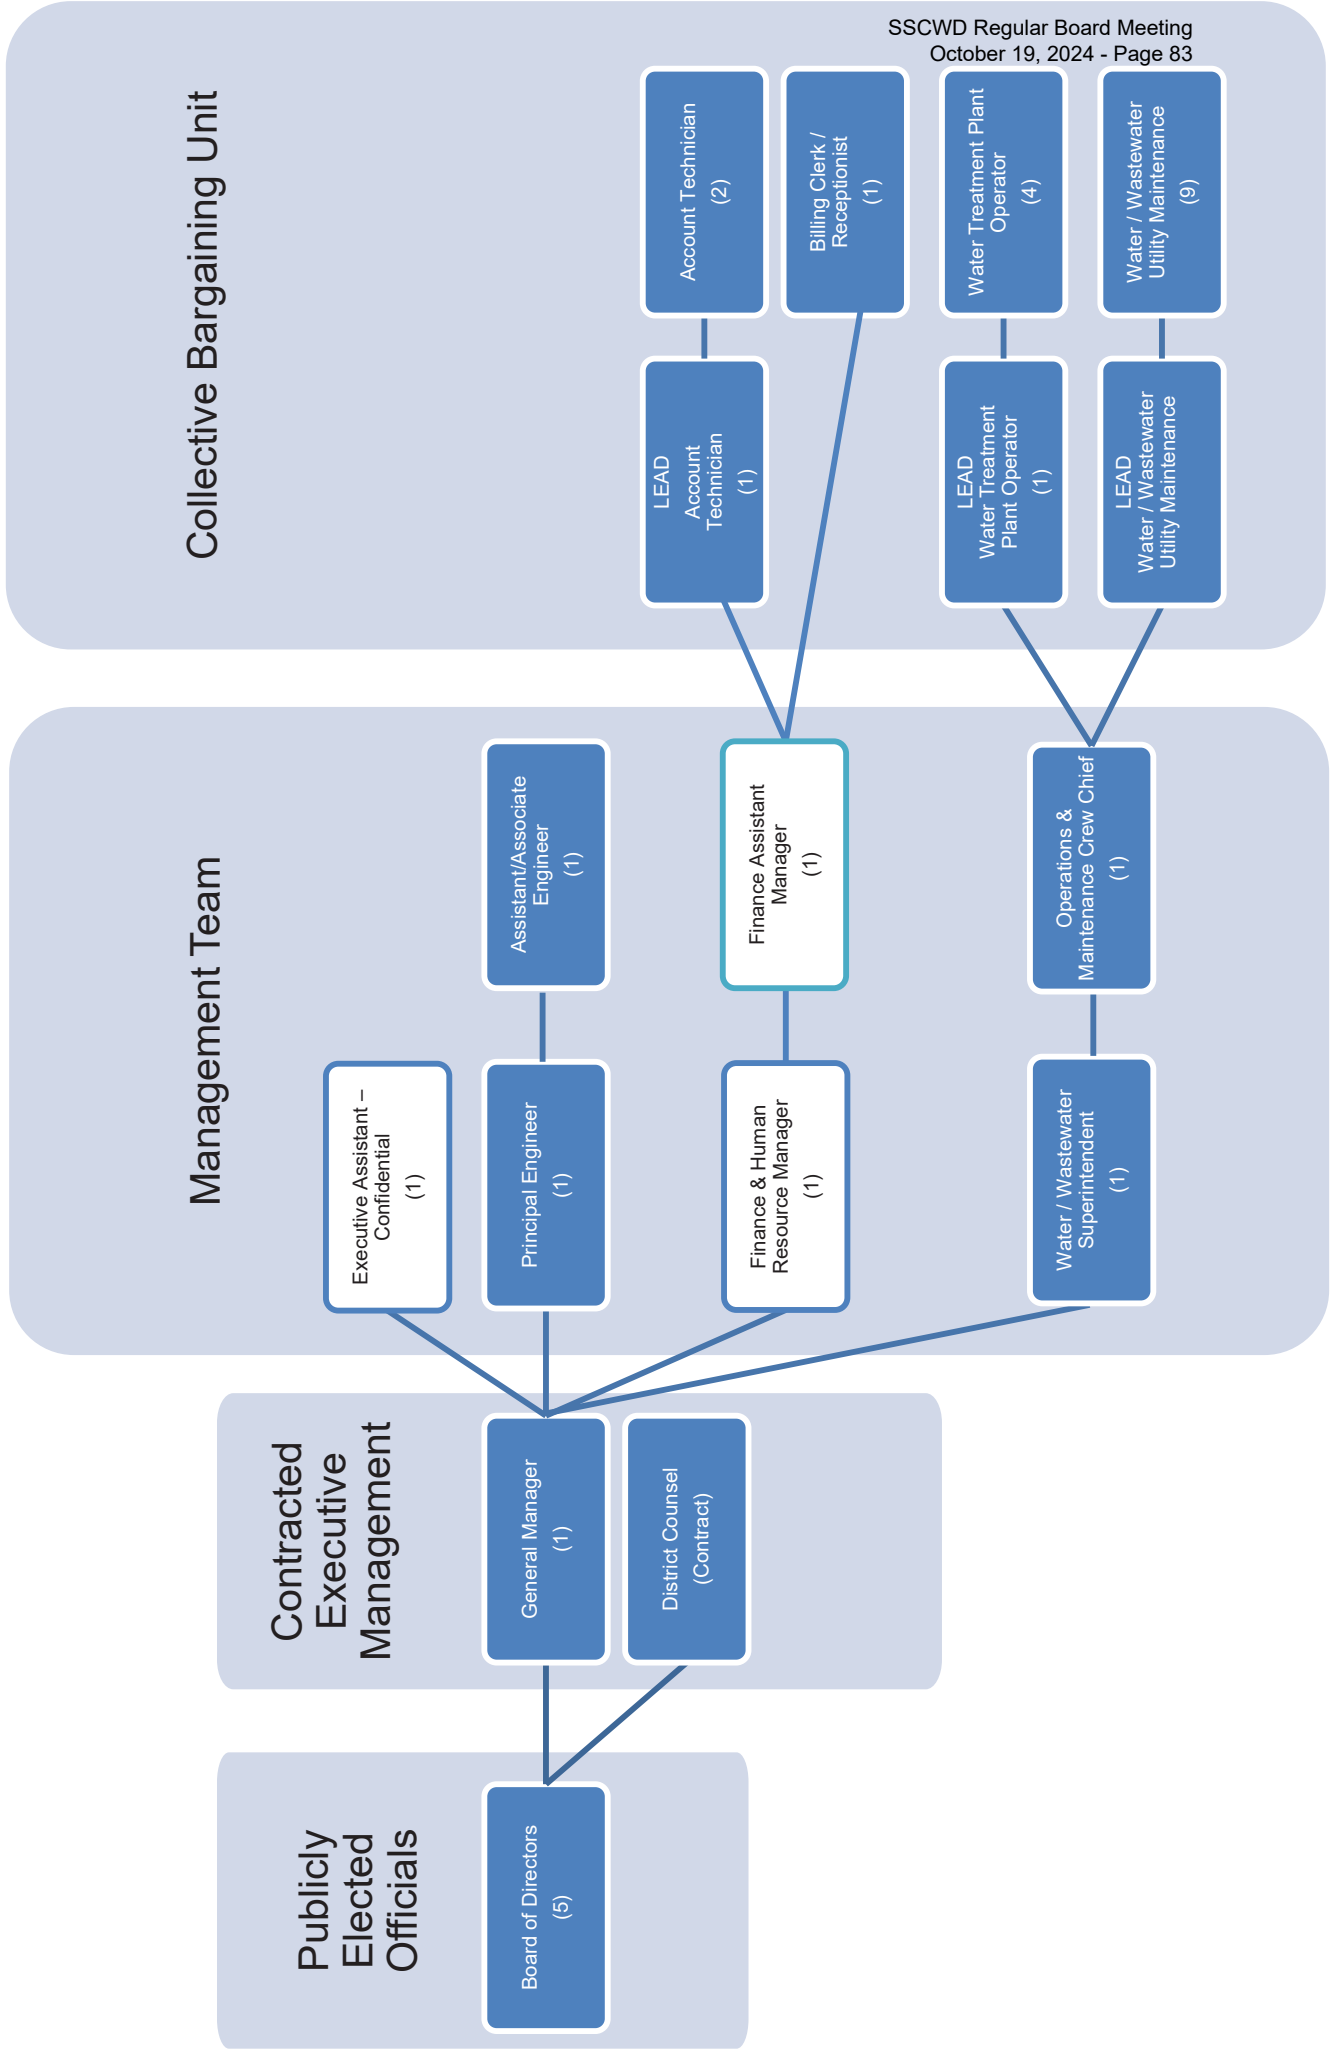 SSCWD Regular Board Meeting
October 19, 2024 - Page 83
Publicly
Elected
Officials
Board of Directors
(5)
Contracted
Executive
Management
General Manager
(1)
District Counsel
(Contract)
Management Team
Executive Assistant –
Confidential
(1)
Principal Engineer
(1)
Assistant/Associate
Engineer
(1)
Finance & Human
Resource Manager
(1)
Finance Assistant
Manager
(1)
Water / Wastewater
Superintendent
(1)
Operations &
Maintenance Crew Chief
(1)
Collective Bargaining Unit
LEAD
Account
Technician
(1)
Account Technician
(2)
Billing Clerk /
Receptionist
(1)
LEAD
Water Treatment
Plant Operator
(1)
Water Treatment Plant
Operator
(4)
LEAD
Water / Wastewater
Utility Maintenance
Water / Wastewater
Utility Maintenance
(9)